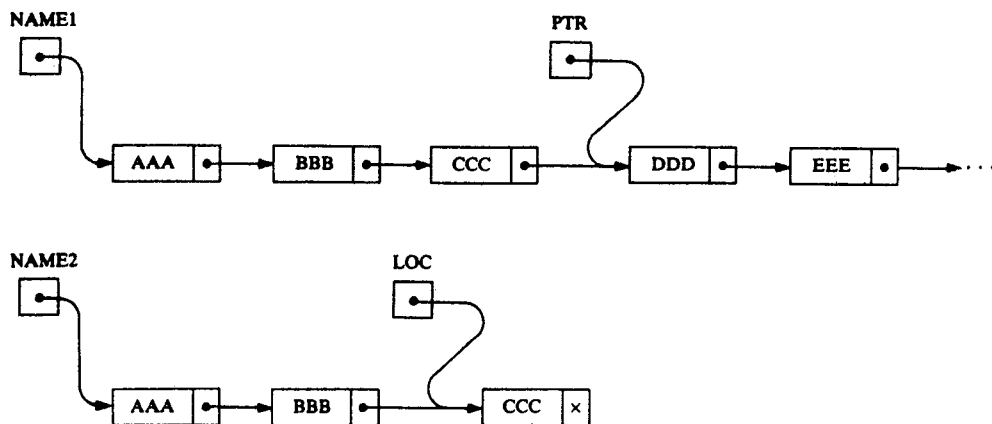 NAME1
PTR
AAA BBB CCC DDD EEE ...
NAME2
LOC
AAA BBB CCC ×